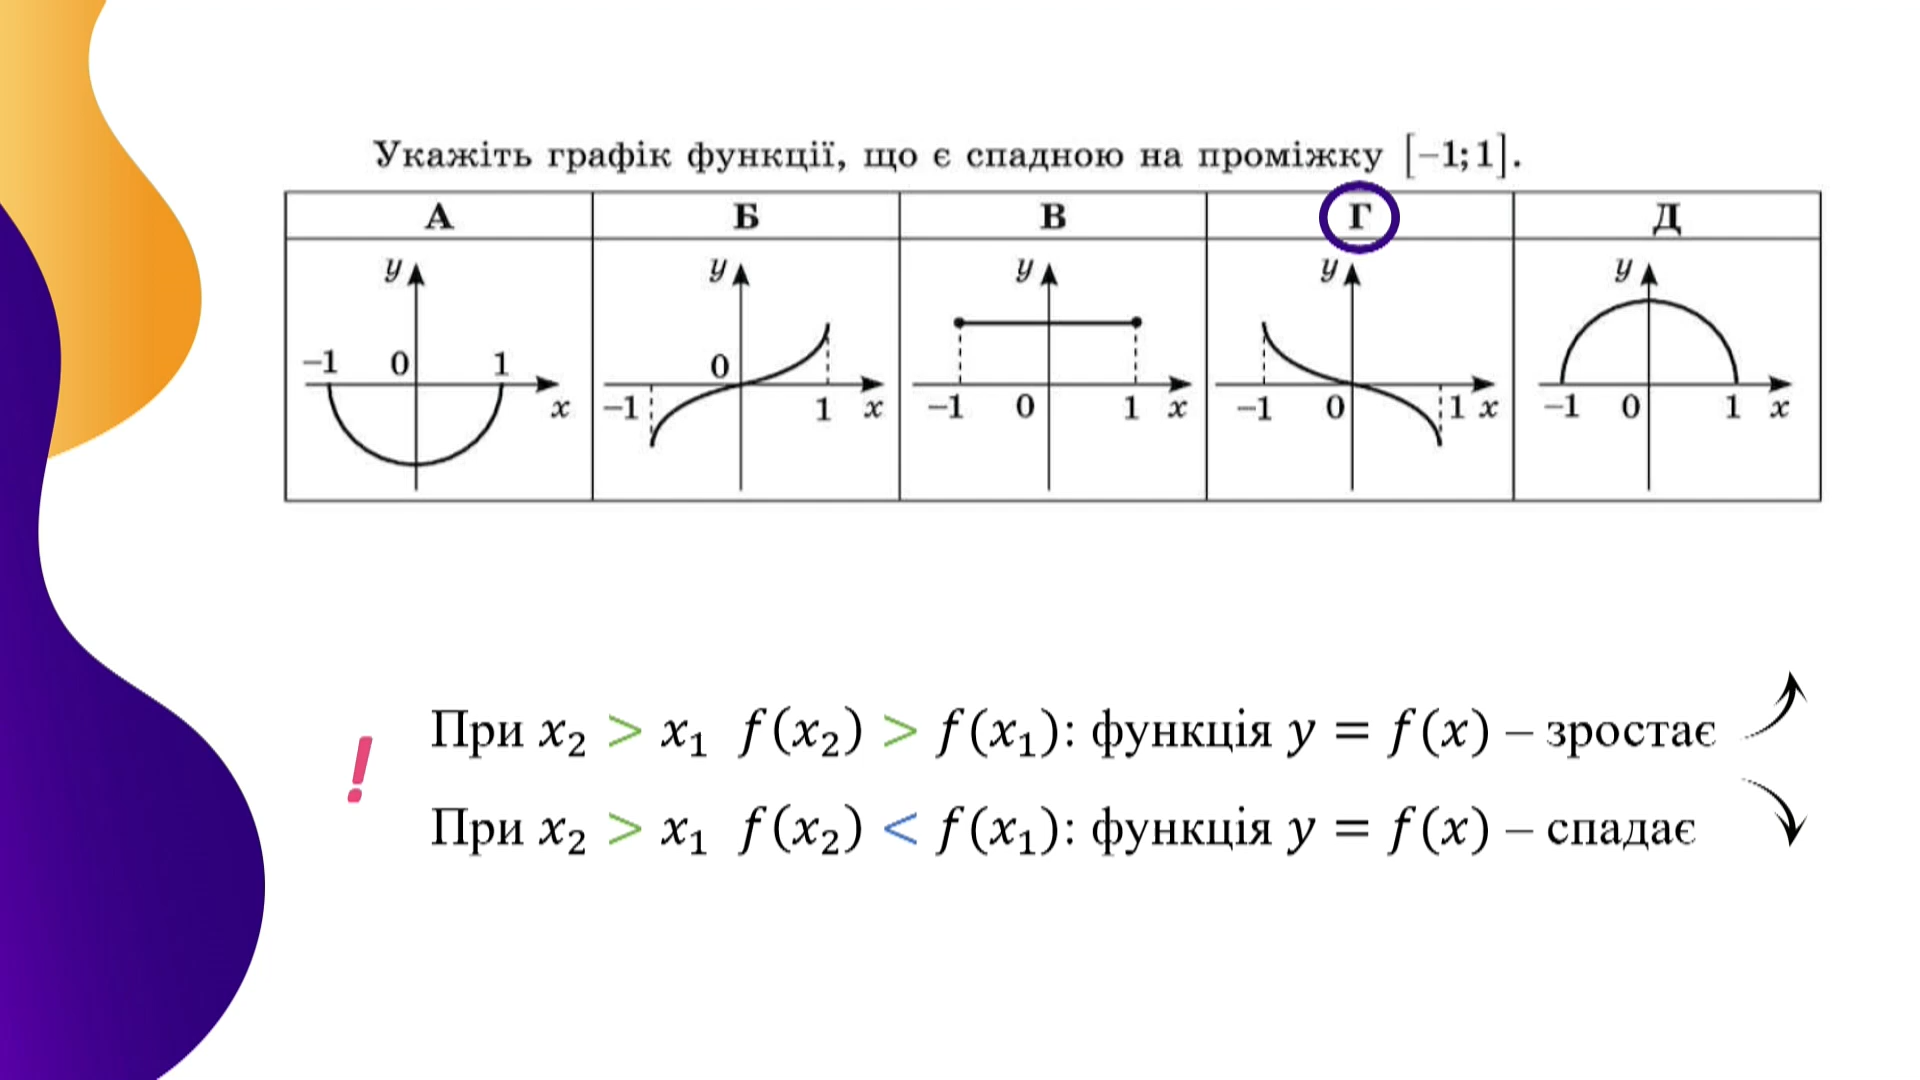 Укажіть графік функції, що є спадною на проміжку [−1; 1].
А Б В Г Д
y y y y y
−1 0 1 x
0 −1 1 x
−1 0 1 x
−1 0 1 x
−1 0 1 x
! При x₂ > x₁ f(x₂) > f(x₁): функція y = f(x) – зростає
При x₂ > x₁ f(x₂) < f(x₁): функція y = f(x) – спадає